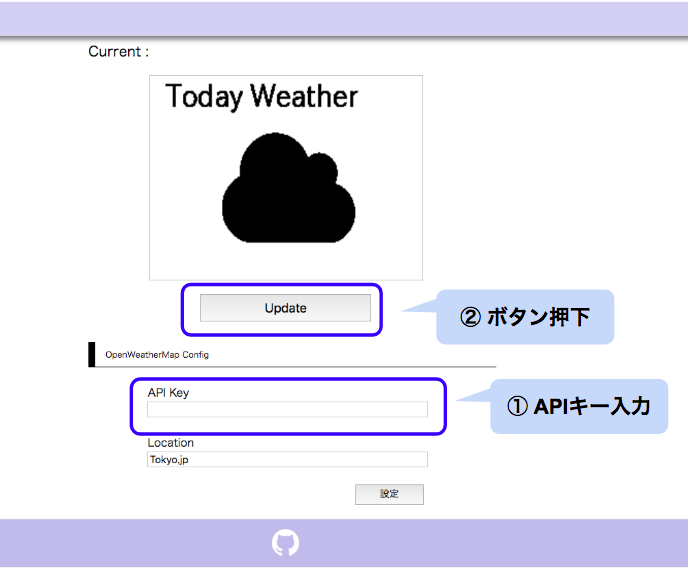 Current :
Today Weather
Update
② ボタン押下
OpenWeatherMap Config
API Key
① APIキー入力
Location
Tokyo,jp
設定